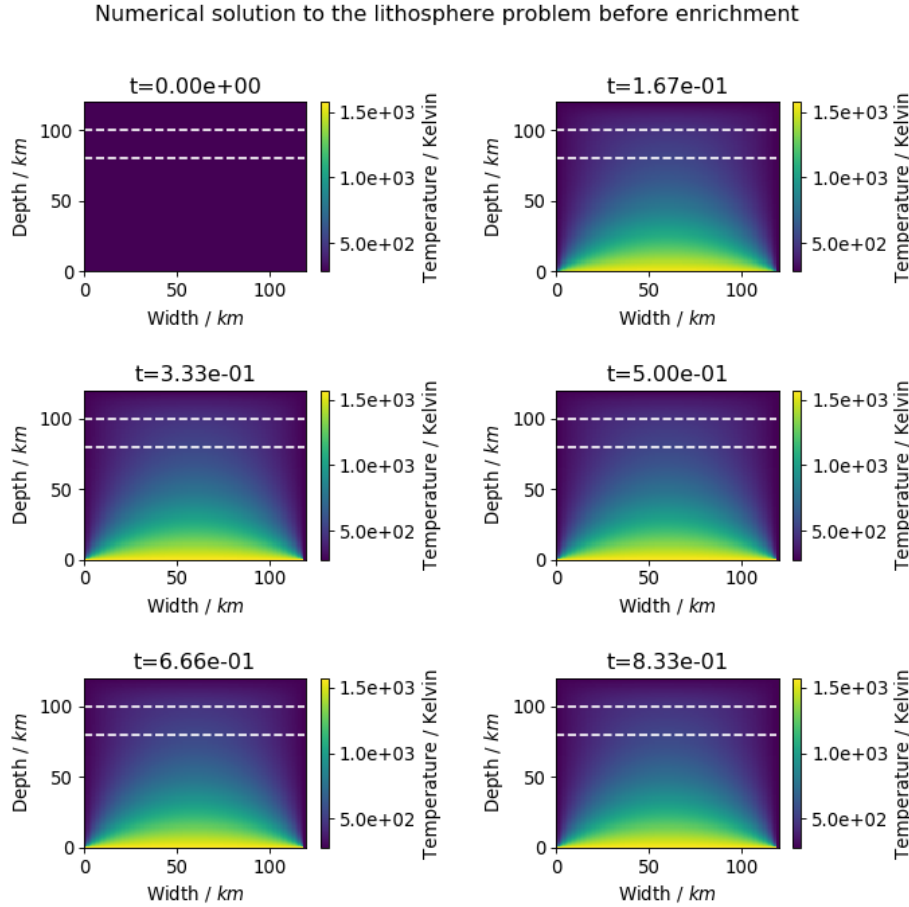 Numerical solution to the lithosphere problem before enrichment
t=0.00e+00
Depth / km
100
50
0
0 50 100
Width / km
1.5e+03
1.0e+03
5.0e+02
Temperature / Kelvin
t=1.67e-01
Depth / km
100
50
0
0 50 100
Width / km
1.5e+03
1.0e+03
5.0e+02
Temperature / Kelvin
t=3.33e-01
Depth / km
100
50
0
0 50 100
Width / km
1.5e+03
1.0e+03
5.0e+02
Temperature / Kelvin
t=5.00e-01
Depth / km
100
50
0
0 50 100
Width / km
1.5e+03
1.0e+03
5.0e+02
Temperature / Kelvin
t=6.66e-01
Depth / km
100
50
0
0 50 100
Width / km
1.5e+03
1.0e+03
5.0e+02
Temperature / Kelvin
t=8.33e-01
Depth / km
100
50
0
0 50 100
Width / km
1.5e+03
1.0e+03
5.0e+02
Temperature / Kelvin